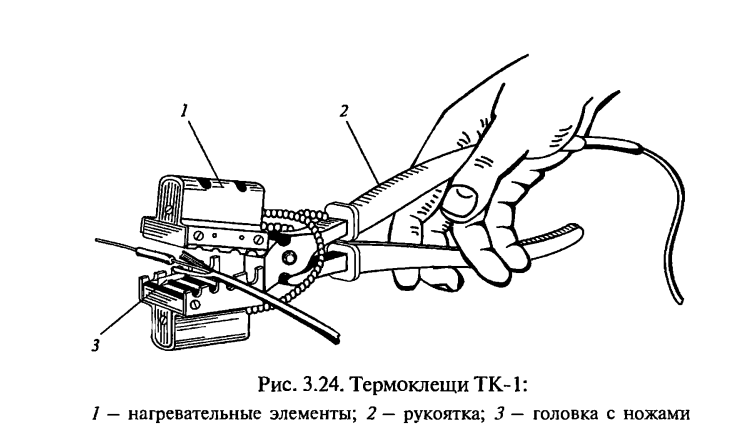 1
2
3
Рис. 3.24. Термоклещи ТК-1:
1 – нагревательные элементы; 2 – рукоятка; 3 – головка с ножами